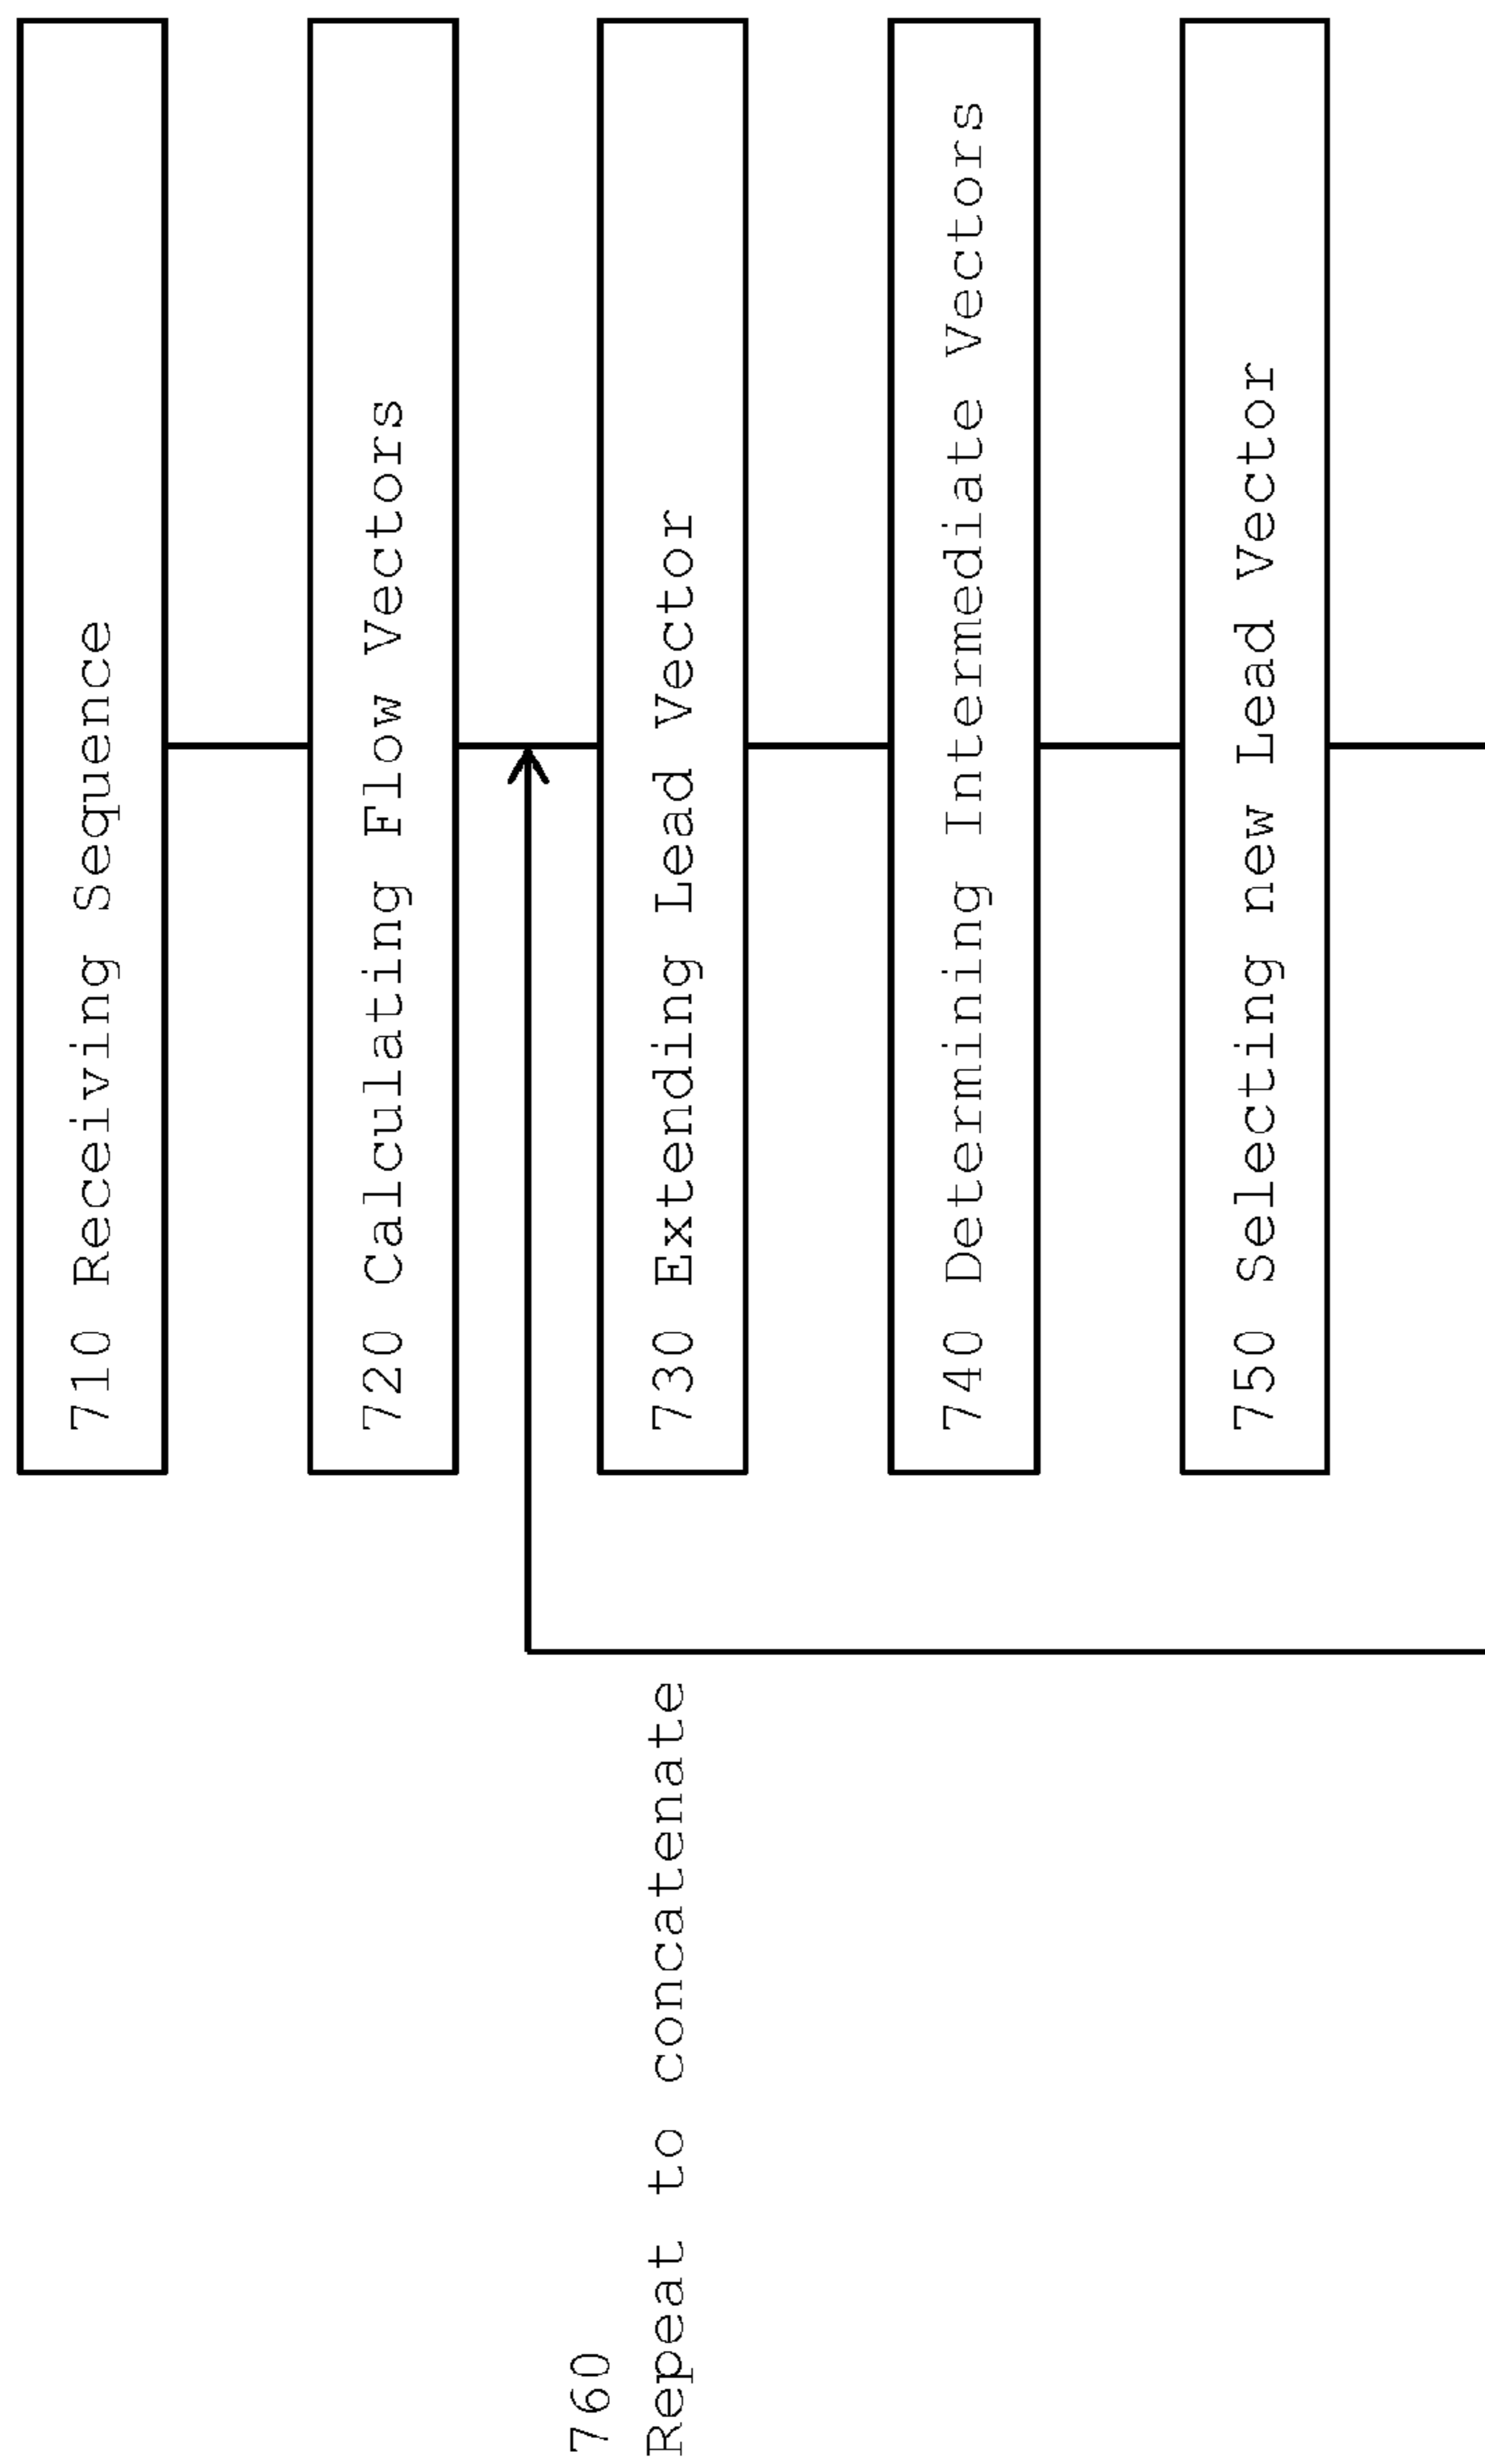 710 Receiving Sequence
720 Calculating Flow Vectors
730 Extending Lead Vector
740 Determining Intermediate Vectors
750 Selecting new Lead Vector
760
Repeat to concatenate